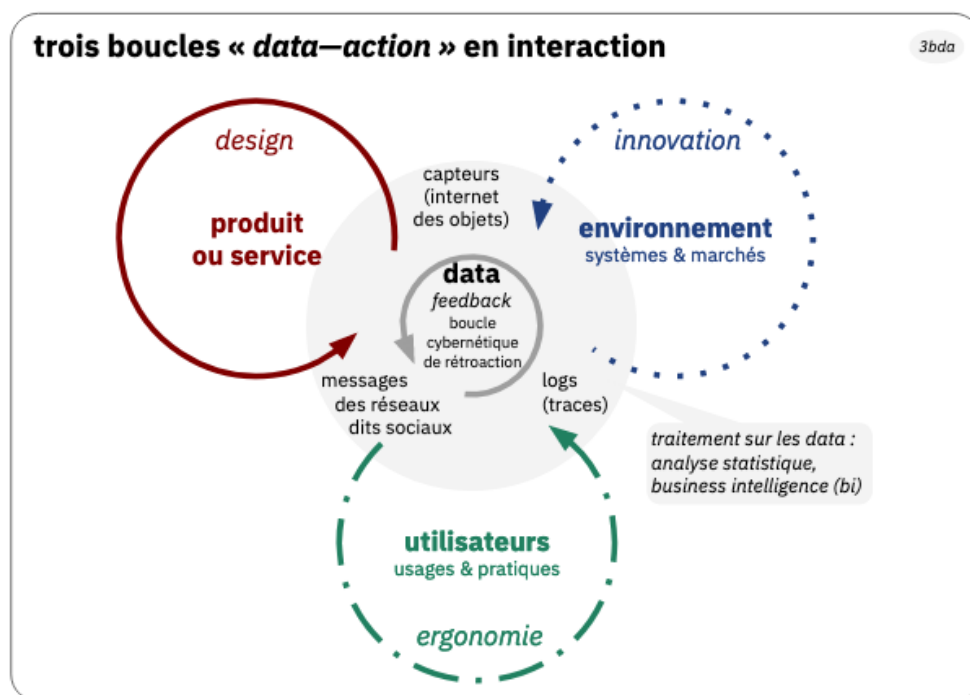 trois boucles « data—action » en interaction
3bda
design
produit
ou service
innovation
environnement
systèmes & marchés
capteurs
(internet
des objets)
data
feedback
boucle
cybernétique
de rétroaction
messages
des réseaux
dits sociaux
logs
(traces)
traitement sur les data :
analyse statistique,
business intelligence (bi)
utilisateurs
usages & pratiques
ergonomie